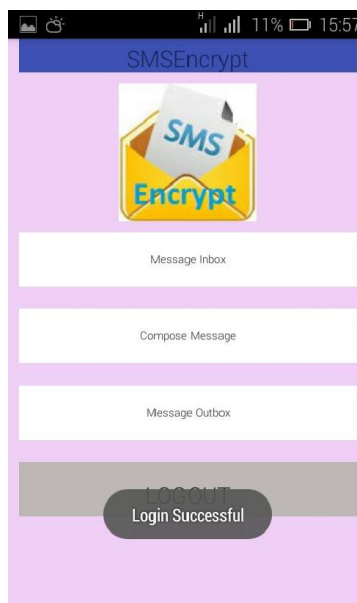 H 11% 15:57
SMSEncrypt
SMS
Encrypt
Message Inbox
Compose Message
Message Outbox
LOGOUT
Login Successful